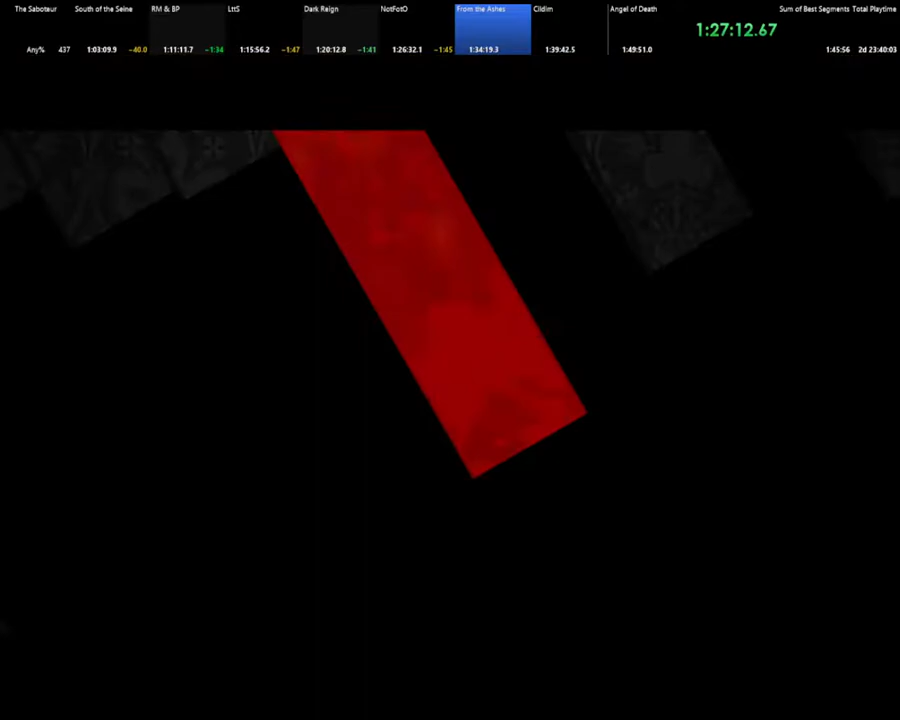 The Saboteur South of the Seine RM & BP LttS Dark Reign NotFotO From the Ashes Cildim Angel of Death Sum of Best Segments Total Playtime
1:27:12.67
Any% 437 1:03:09.9 −40.0 1:11:11.7 −1:34 1:15:56.2 −1:47 1:20:12.8 −1:41 1:26:32.1 −1:45 1:34:19.3 1:39:42.5 1:49:51.0 1:45:56 2d 23:40:03